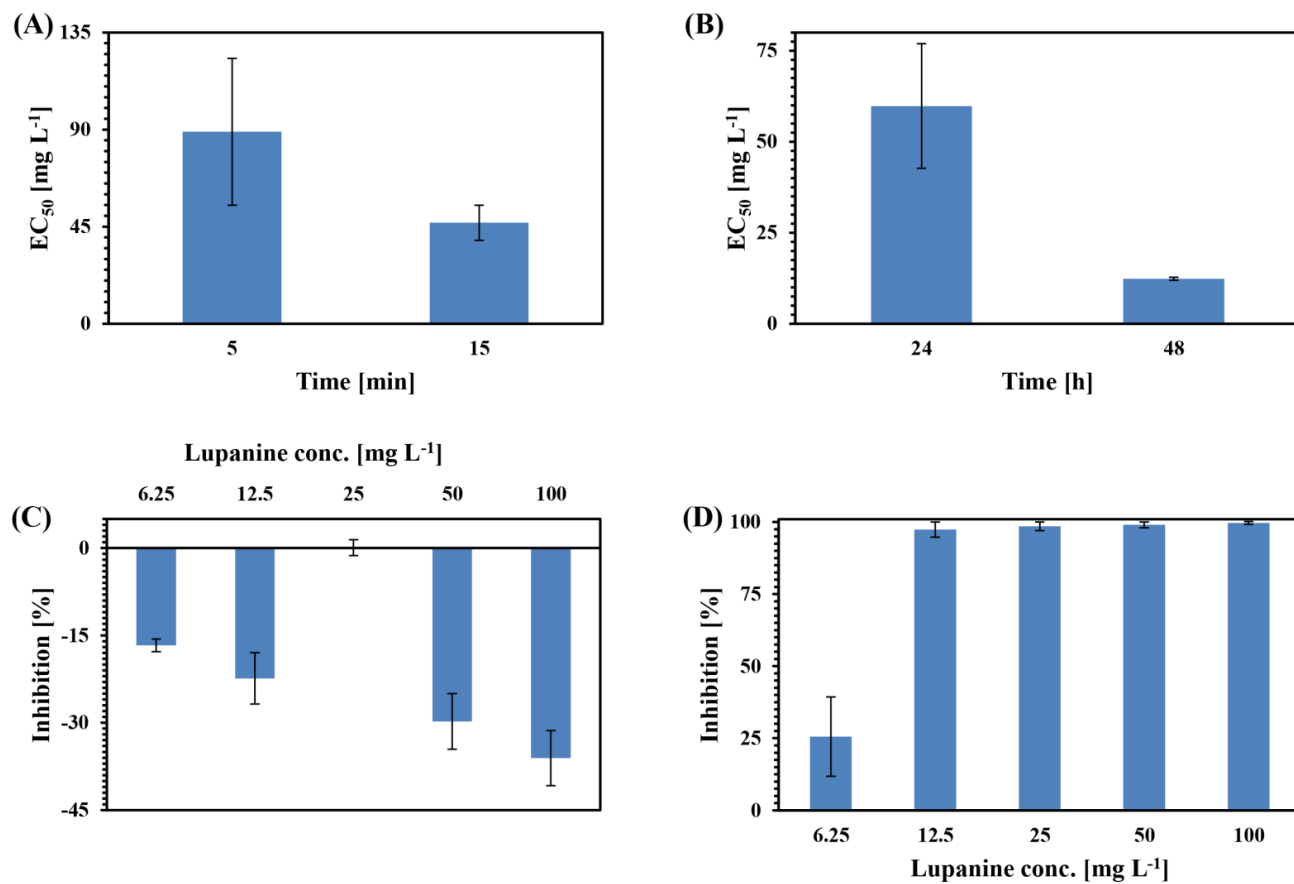 (A)
135
90
45
0
EC₅₀ [mg L⁻¹]
5 15
Time [min]
(B)
75
50
25
0
EC₅₀ [mg L⁻¹]
24 48
Time [h]
Lupanine conc. [mg L⁻¹]
6.25 12.5 25 50 100
(C)
0
-15
-30
-45
Inhibition [%]
(D)
100
75
50
25
0
Inhibition [%]
6.25 12.5 25 50 100
Lupanine conc. [mg L⁻¹]